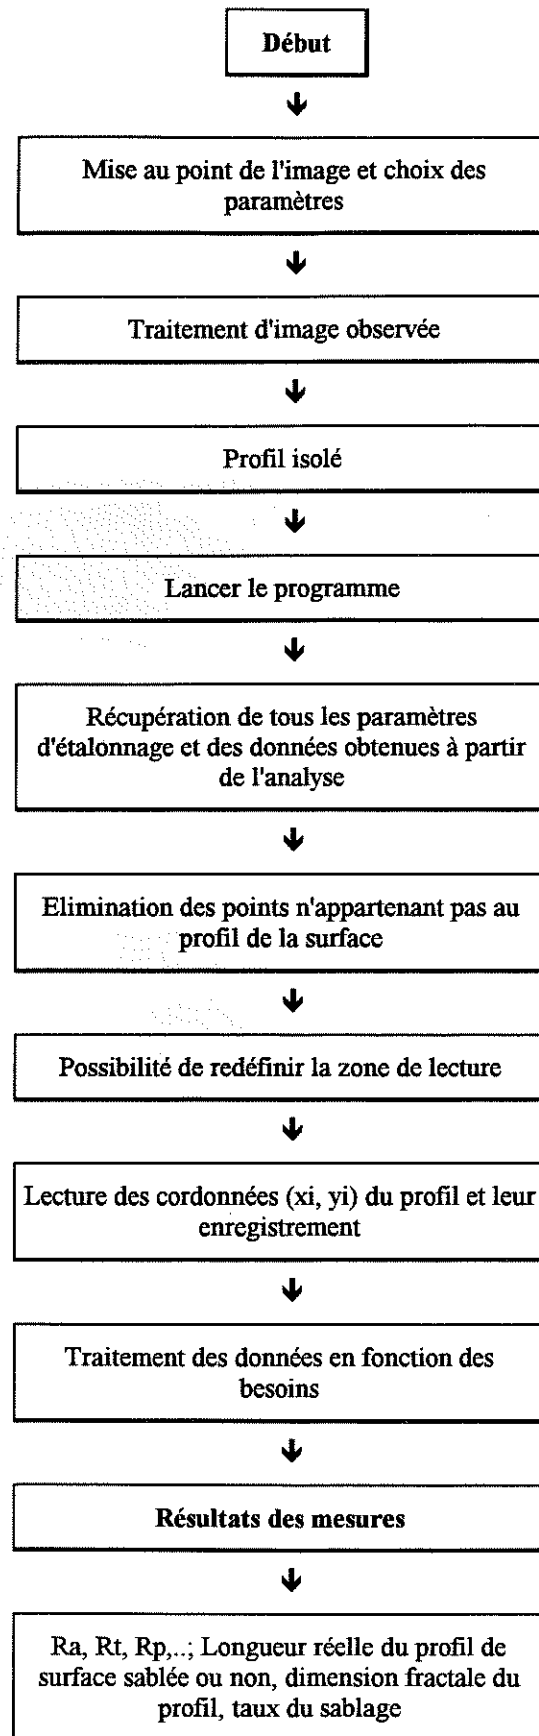 Début
Mise au point de l'image et choix des
paramètres
Traitement d'image observée
Profil isolé
Lancer le programme
Récupération de tous les paramètres
d'étalonnage et des données obtenues à partir
de l'analyse
Elimination des points n'appartenant pas au
profil de la surface
Possibilité de redéfinir la zone de lecture
Lecture des cordonnées (xi, yi) du profil et leur
enregistrement
Traitement des données en fonction des
besoins
Résultats des mesures
Ra, Rt, Rp,..; Longueur réelle du profil de
surface sablée ou non, dimension fractale du
profil, taux du sablage